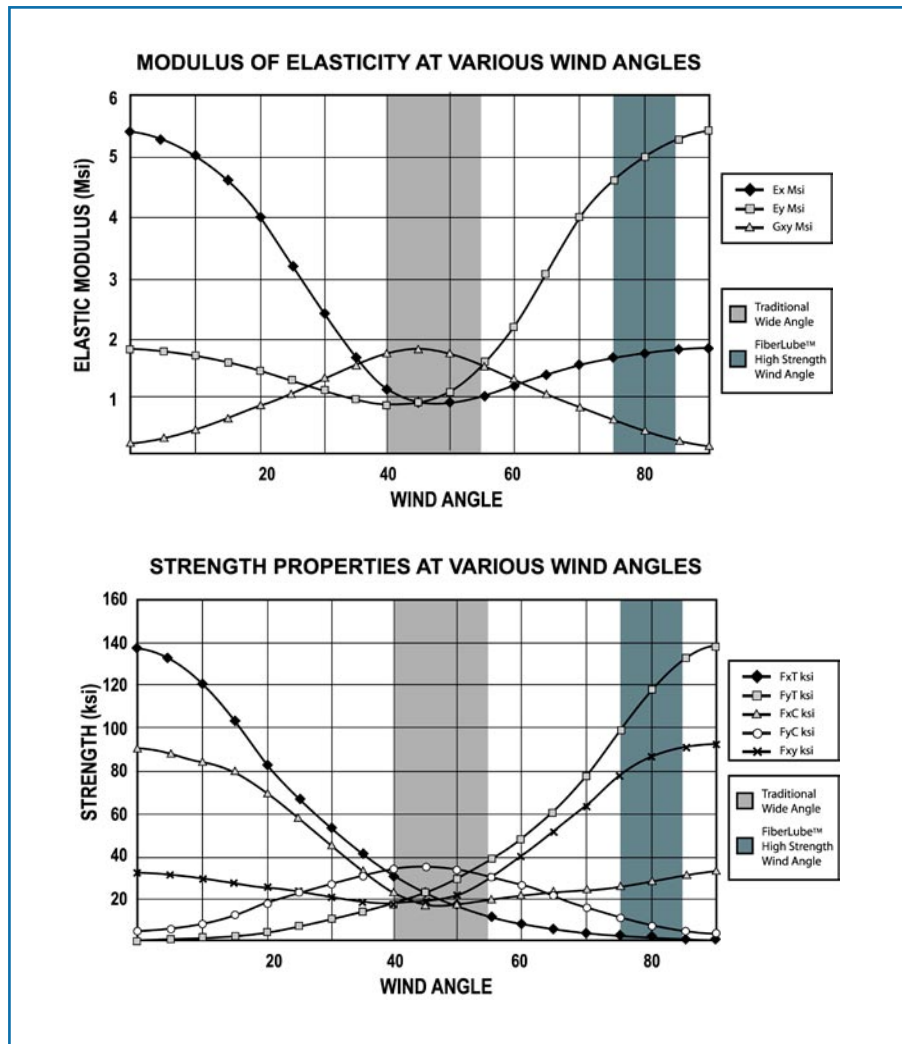 MODULUS OF ELASTICITY AT VARIOUS WIND ANGLES
6
5
4
3
2
1
ELASTIC MODULUS (Msi)
20
40
60
80
WIND ANGLE
Ex Msi
Ey Msi
Gxy Msi
Traditional
Wide Angle
FiberLube™
High Strength
Wind Angle
STRENGTH PROPERTIES AT VARIOUS WIND ANGLES
160
140
120
100
80
60
40
20
STRENGTH (ksi)
20
40
60
80
WIND ANGLE
FxT ksi
FyT ksi
FxC ksi
FyC ksi
Fxy ksi
Traditional
Wide Angle
FiberLube™
High Strength
Wind Angle